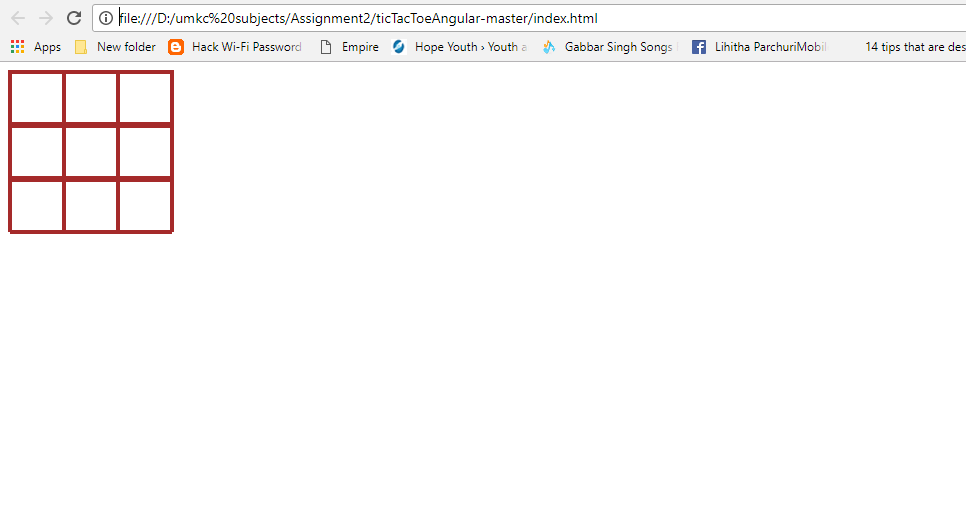 file:///D:/umkc%20subjects/Assignment2/ticTacToeAngular-master/index.html
Apps New folder Hack Wi-Fi Password Empire Hope Youth › Youth a Gabbar Singh Songs Lihitha ParchuriMobil 14 tips that are des